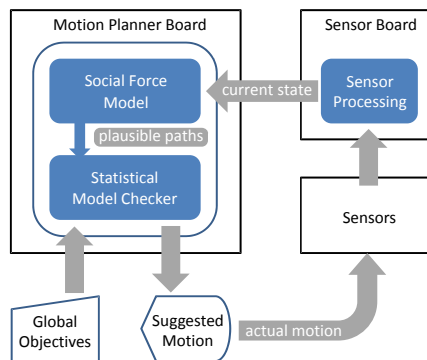 Motion Planner Board
Sensor Board
Social Force
Model
current state
Sensor
Processing
plausible paths
Statistical
Model Checker
Sensors
Global
Objectives
Suggested
Motion
actual motion